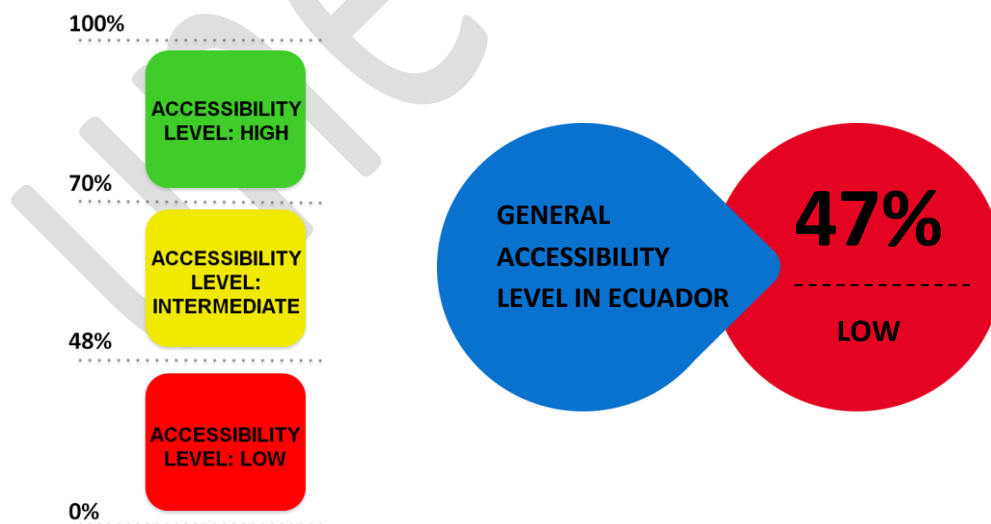 100%
ACCESSIBILITY
LEVEL: HIGH
70%
ACCESSIBILITY
LEVEL:
INTERMEDIATE
48%
ACCESSIBILITY
LEVEL: LOW
0%
GENERAL
ACCESSIBILITY
LEVEL IN ECUADOR
47%
LOW